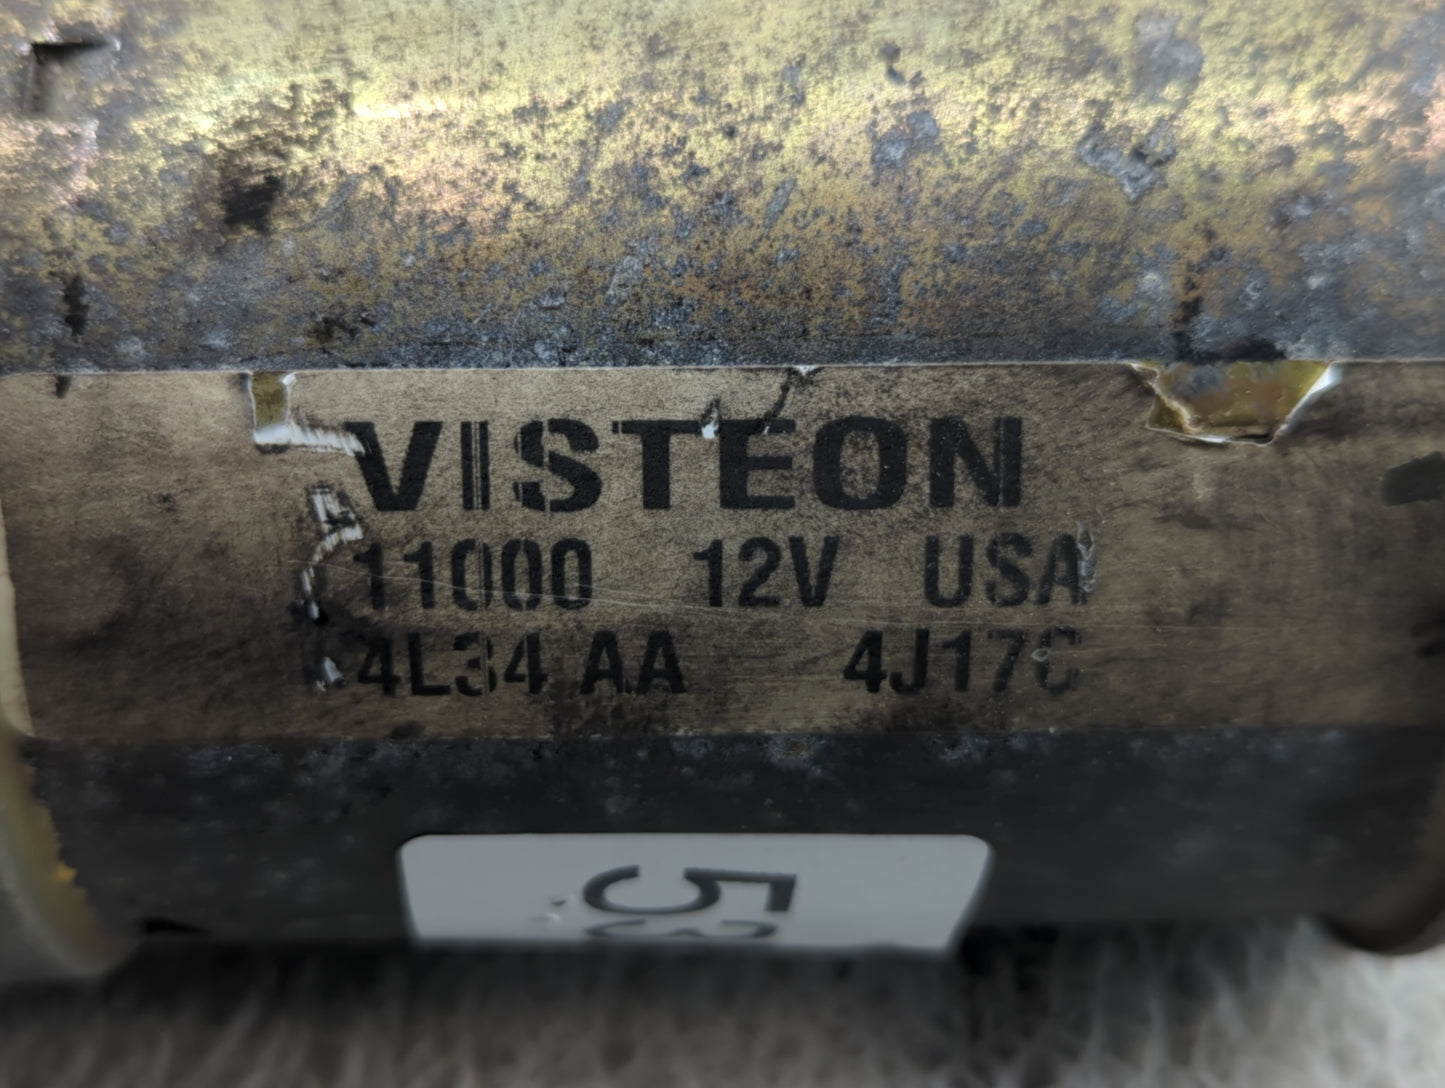 VISTEON
11000 12V USA
4L34 AA 4J17C
53